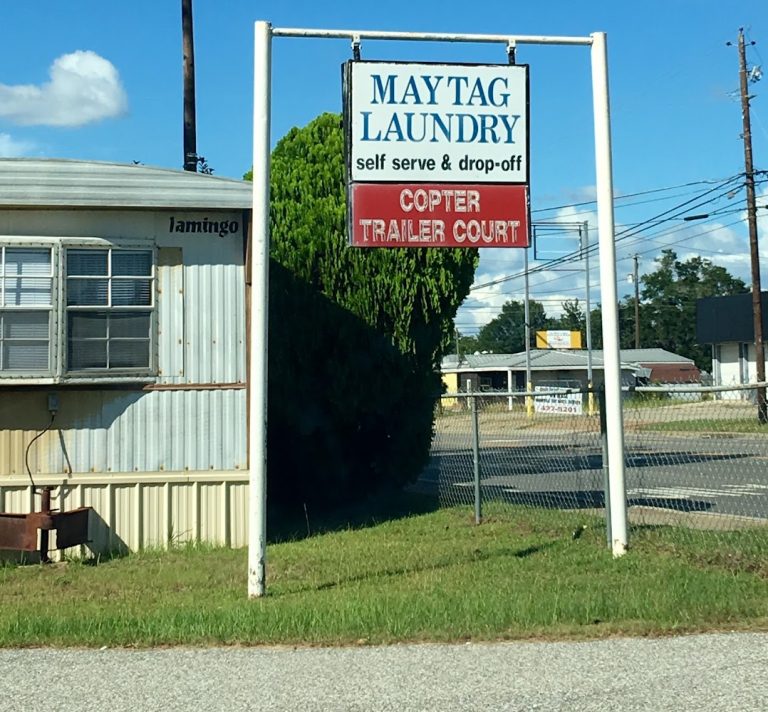 MAYTAG
LAUNDRY
self serve & drop-off
COPTER
TRAILER COURT
lamingo